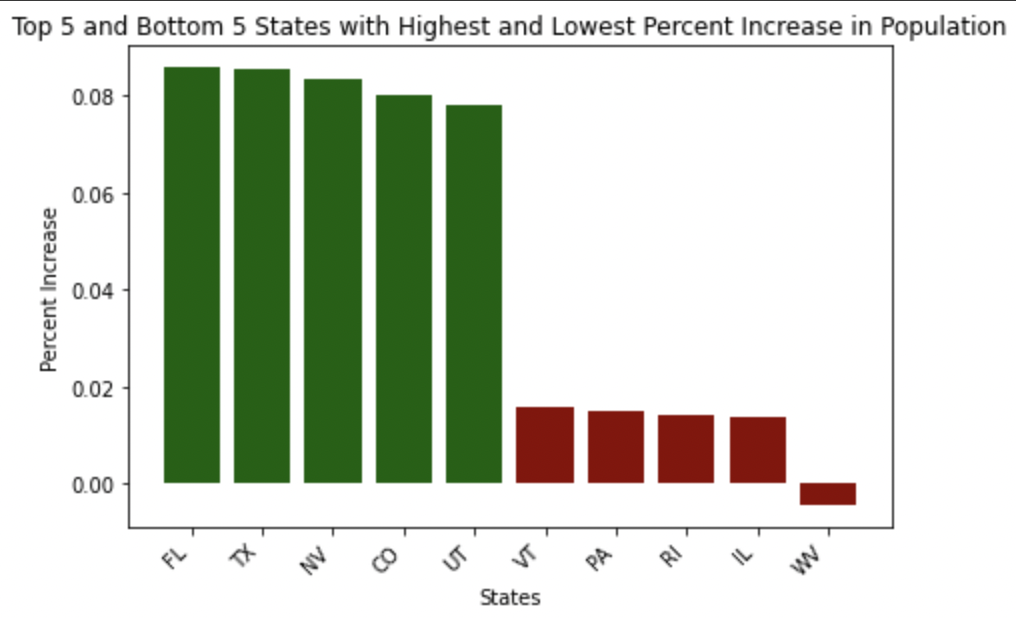 Top 5 and Bottom 5 States with Highest and Lowest Percent Increase in Population
Percent Increase
0.08
0.06
0.04
0.02
0.00
FL
TX
NV
CO
UT
VT
PA
RI
IL
WV
States